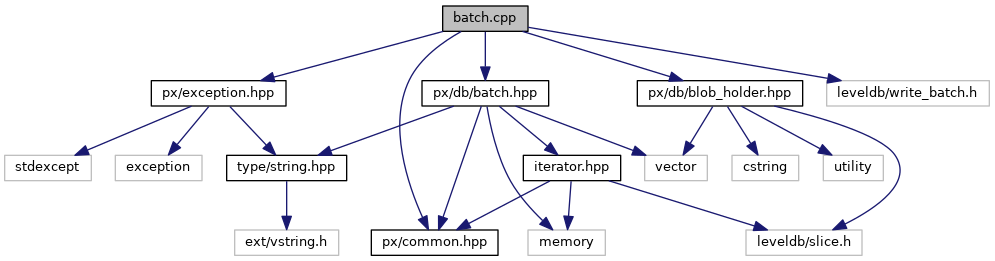 batch.cpp
px/exception.hpp
px/db/batch.hpp
px/db/blob_holder.hpp
leveldb/write_batch.h
stdexcept
exception
type/string.hpp
iterator.hpp
vector
cstring
utility
ext/vstring.h
px/common.hpp
memory
leveldb/slice.h